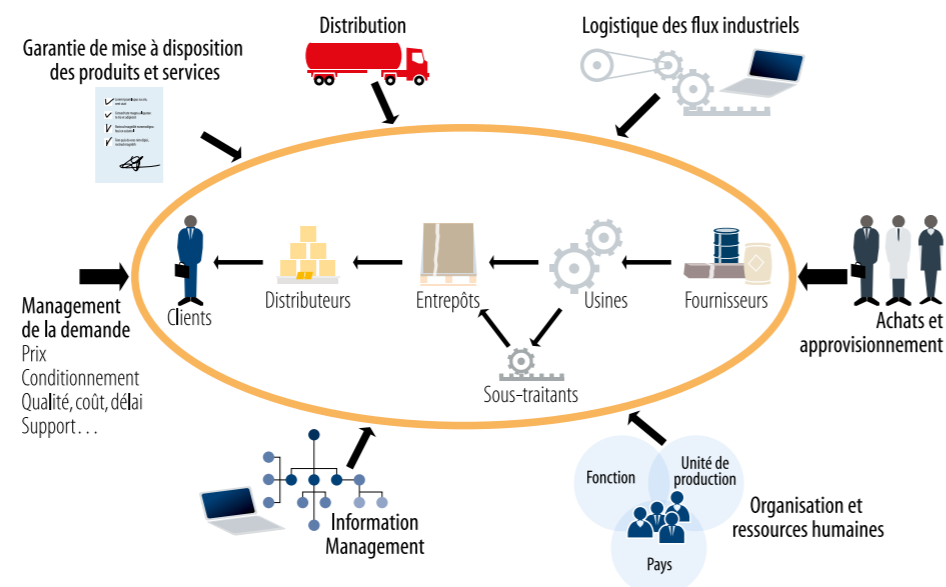 Garantie de mise à disposition
des produits et services
Distribution
Logistique des flux industriels
Clients
Distributeurs
Entrepôts
Usines
Fournisseurs
Sous-traitants
Management
de la demande
Prix
Conditionnement
Qualité, coût, délai
Support...
Achats et
approvisionnement
Information
Management
Fonction
Unité de
production
Pays
Organisation et
ressources humaines